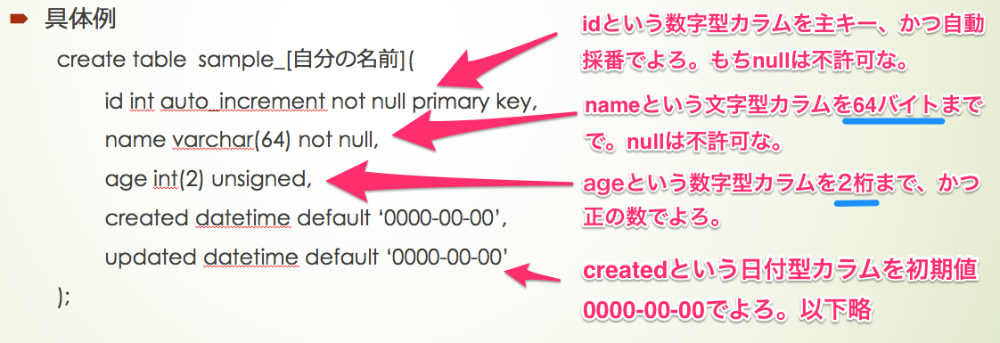 具体例
create table sample_[自分の名前](
id int auto_increment not null primary key,
name varchar(64) not null,
age int(2) unsigned,
created datetime default ‘0000-00-00’,
updated datetime default ‘0000-00-00’
);
idという数字型カラムを主キー、かつ自動
採番でよろ。もちnullは不許可な。
nameという文字型カラムを64バイトまで
で。nullは不許可な。
ageという数字型カラムを2桁まで、かつ
正の数でよろ。
createdという日付型カラムを初期値
0000-00-00でよろ。以下略